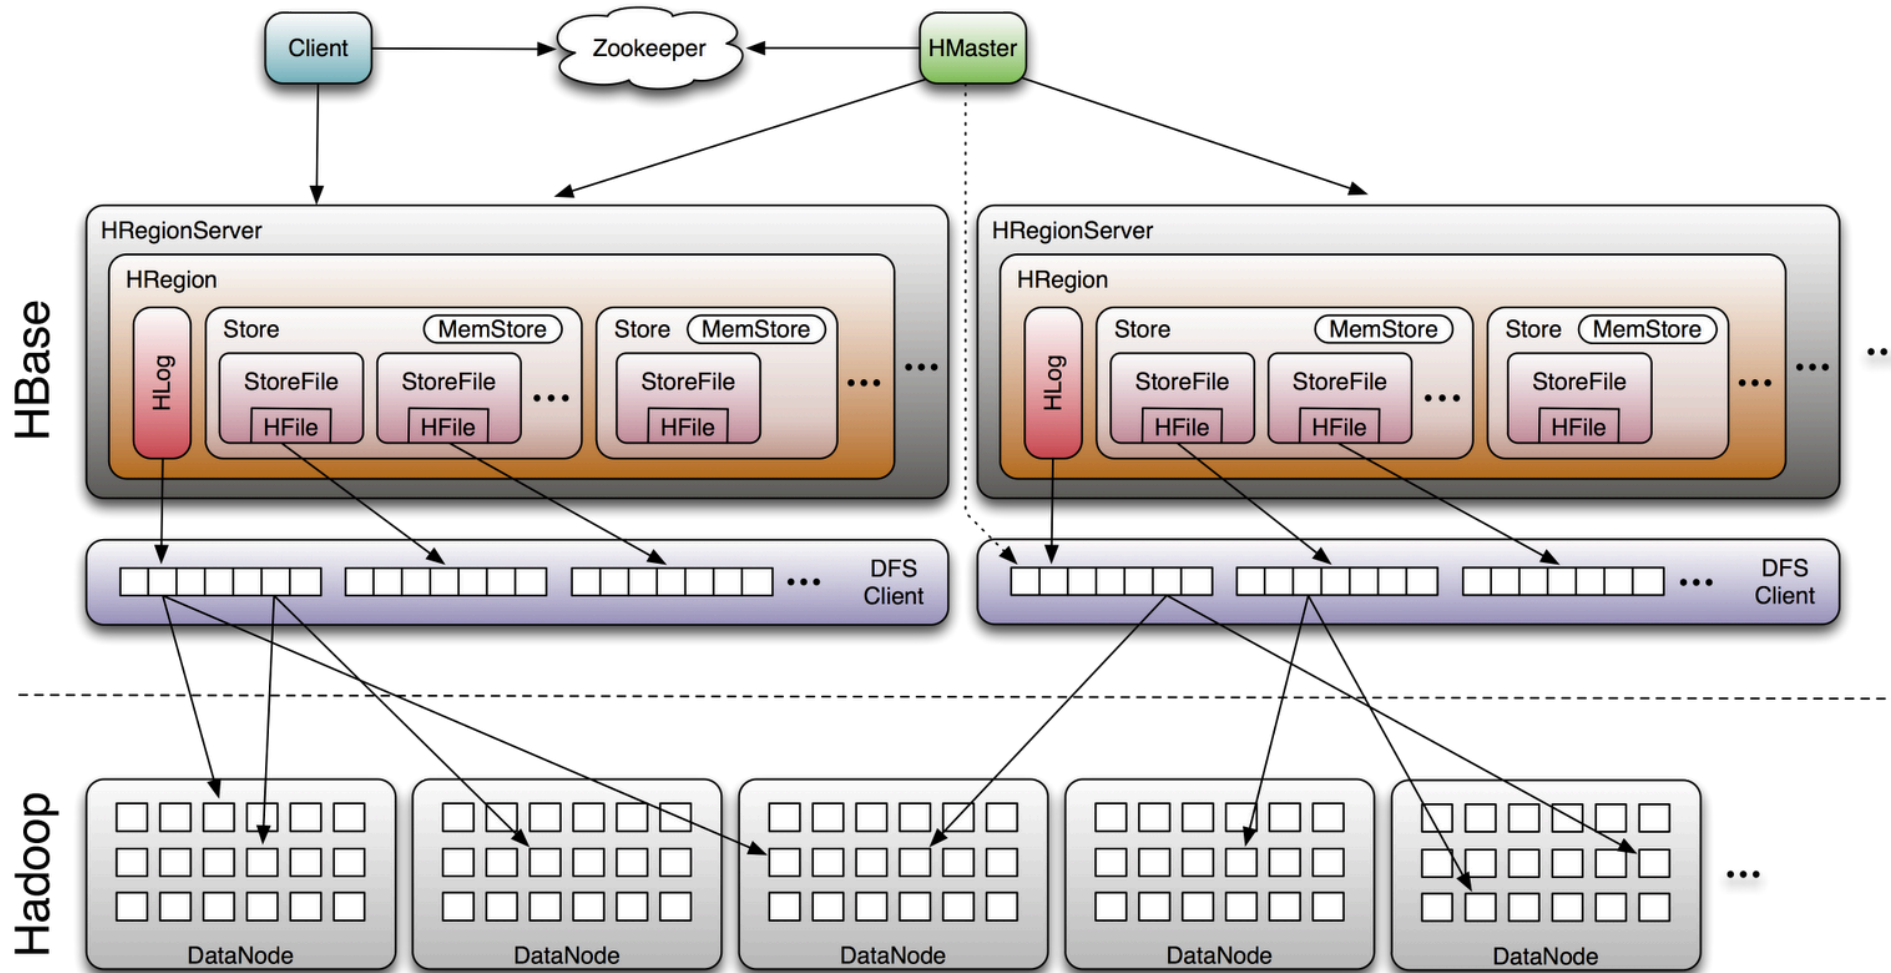 Client
Zookeeper
HMaster
HBase
HRegionServer
HRegion
HLog
Store
MemStore
StoreFile
HFile
StoreFile
HFile
...
Store
MemStore
StoreFile
HFile
...
...
HRegionServer
HRegion
HLog
Store
MemStore
StoreFile
HFile
StoreFile
HFile
...
Store
MemStore
StoreFile
HFile
...
...
...
...
DFS
Client
...
DFS
Client
Hadoop
DataNode
DataNode
DataNode
DataNode
DataNode
...